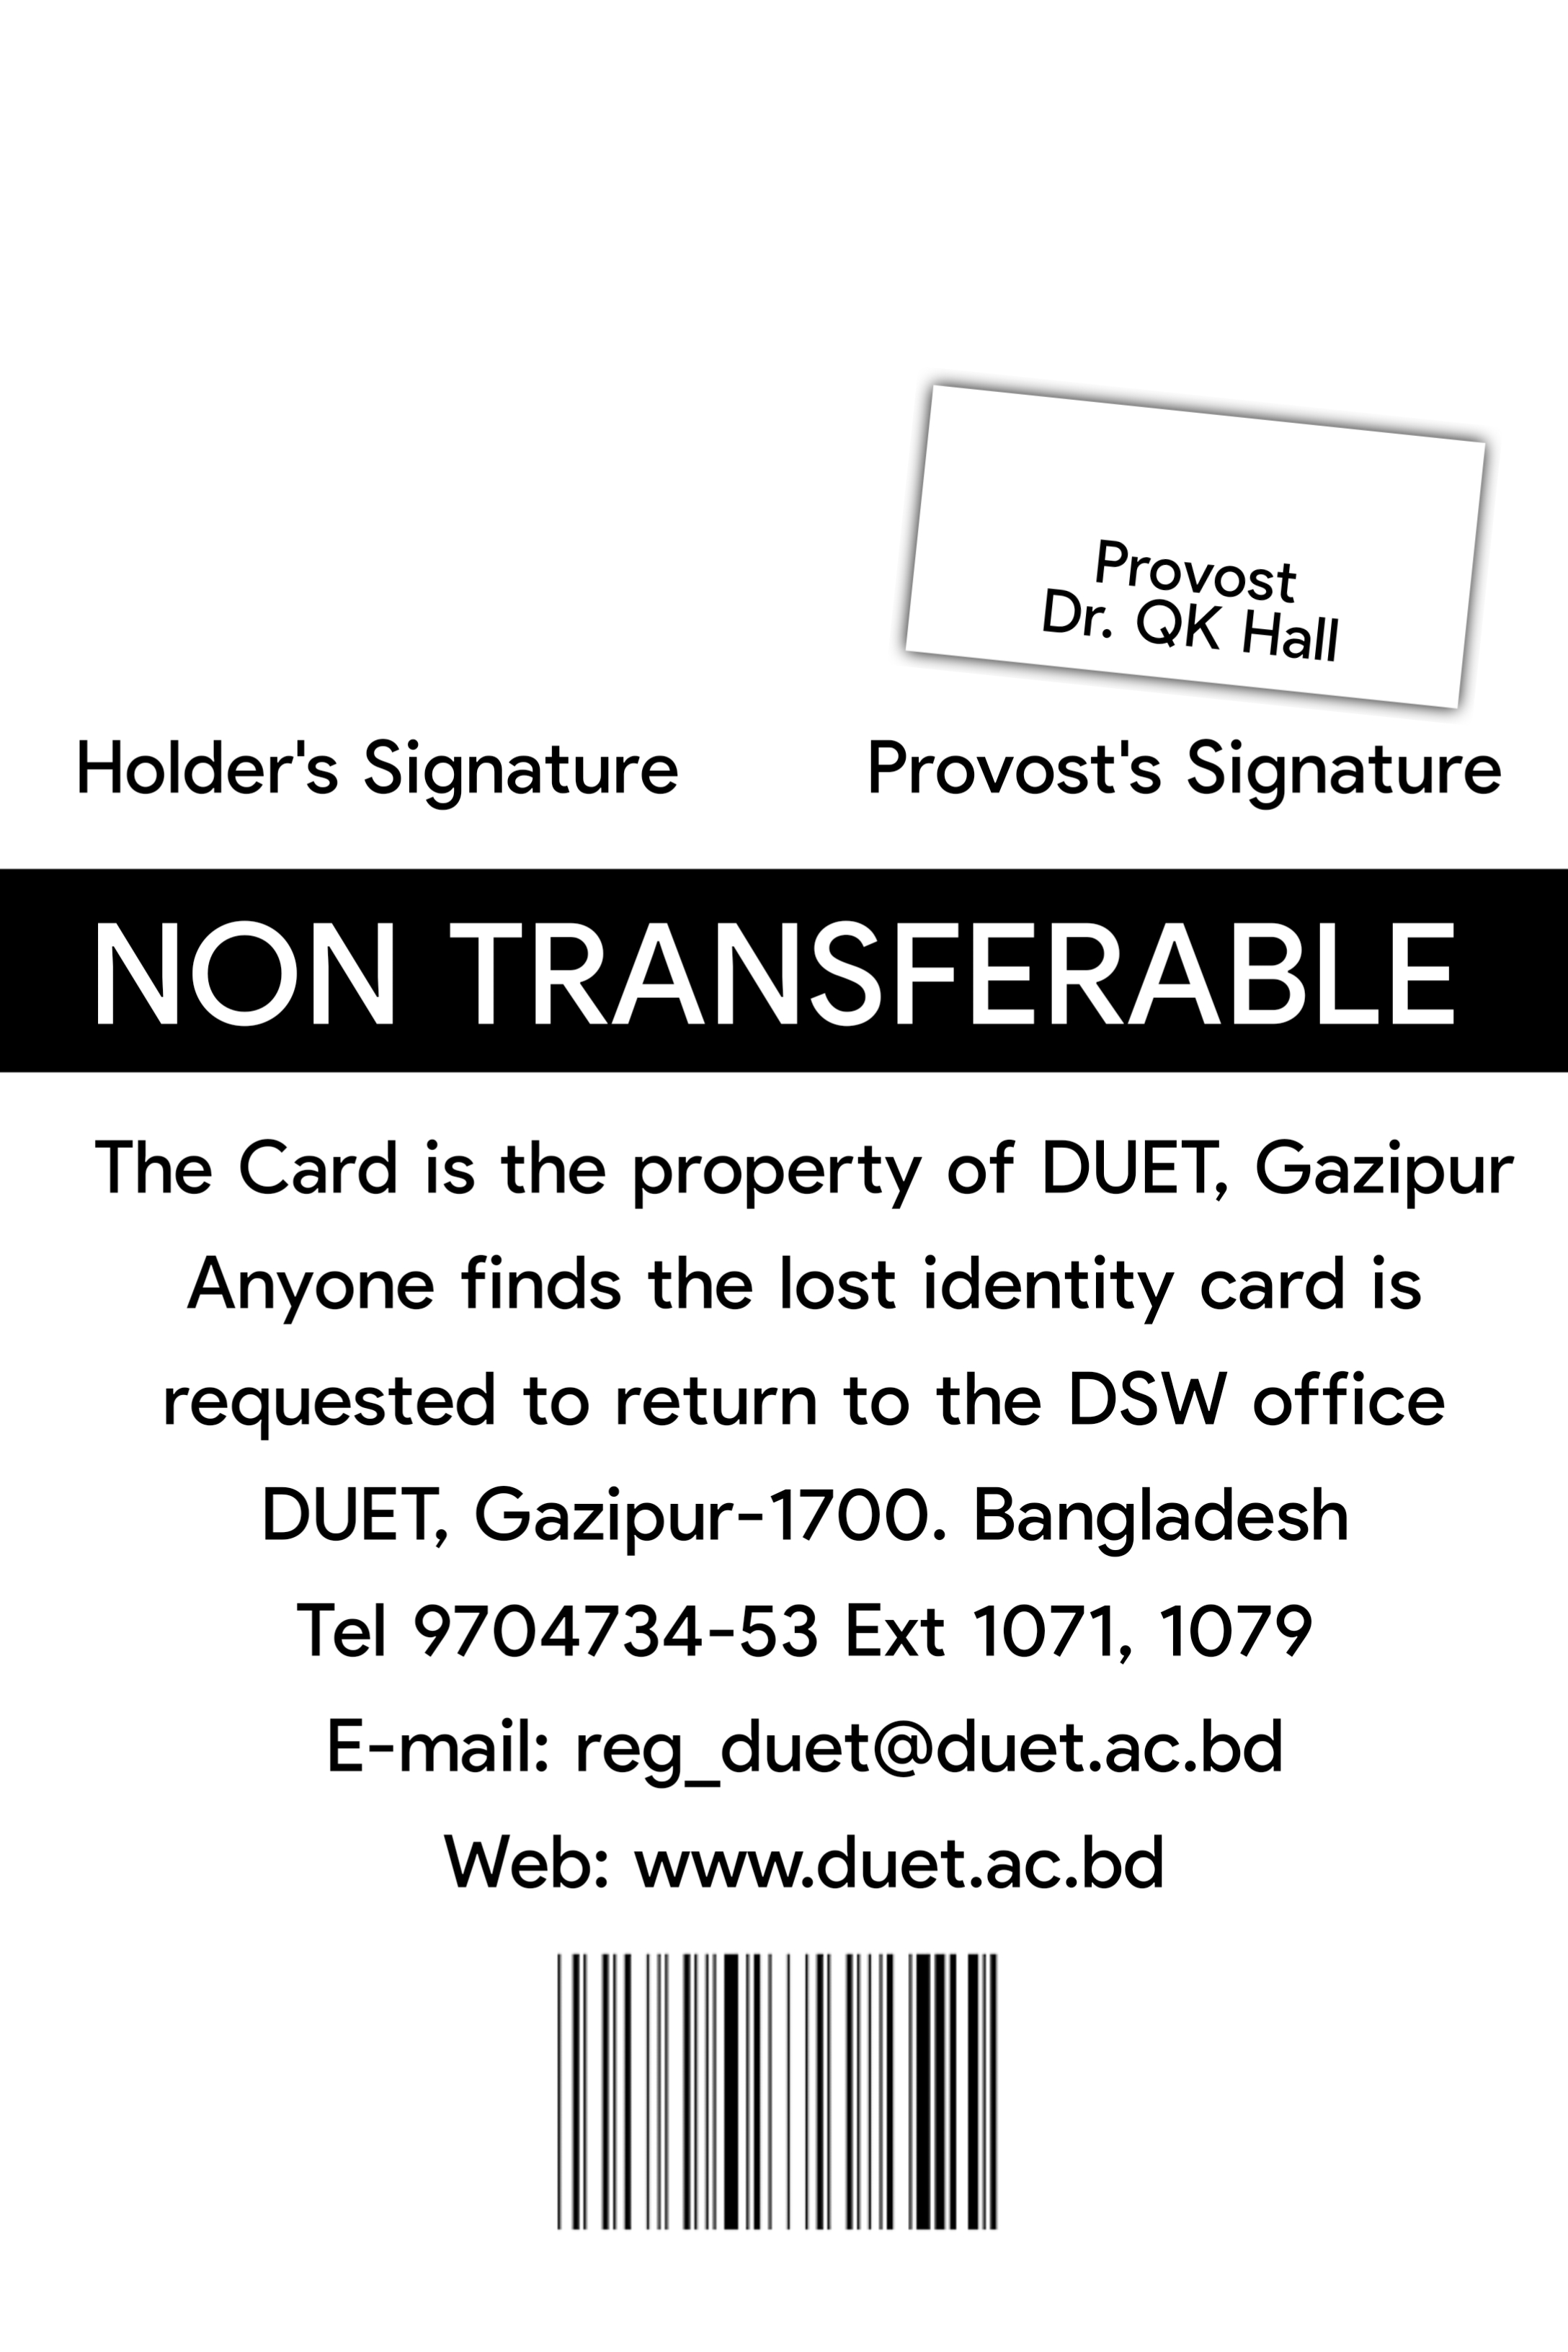 Provost
Dr. QK Hall
Holder's Signature Provost's Signature
NON TRANSFERABLE
The Card is the property of DUET, Gazipur
Anyone finds the lost identity card is
requested to return to the DSW office
DUET, Gazipur-1700. Bangladesh
Tel 9704734-53 Ext 1071, 1079
E-mail: reg_duet@duet.ac.bd
Web: www.duet.ac.bd